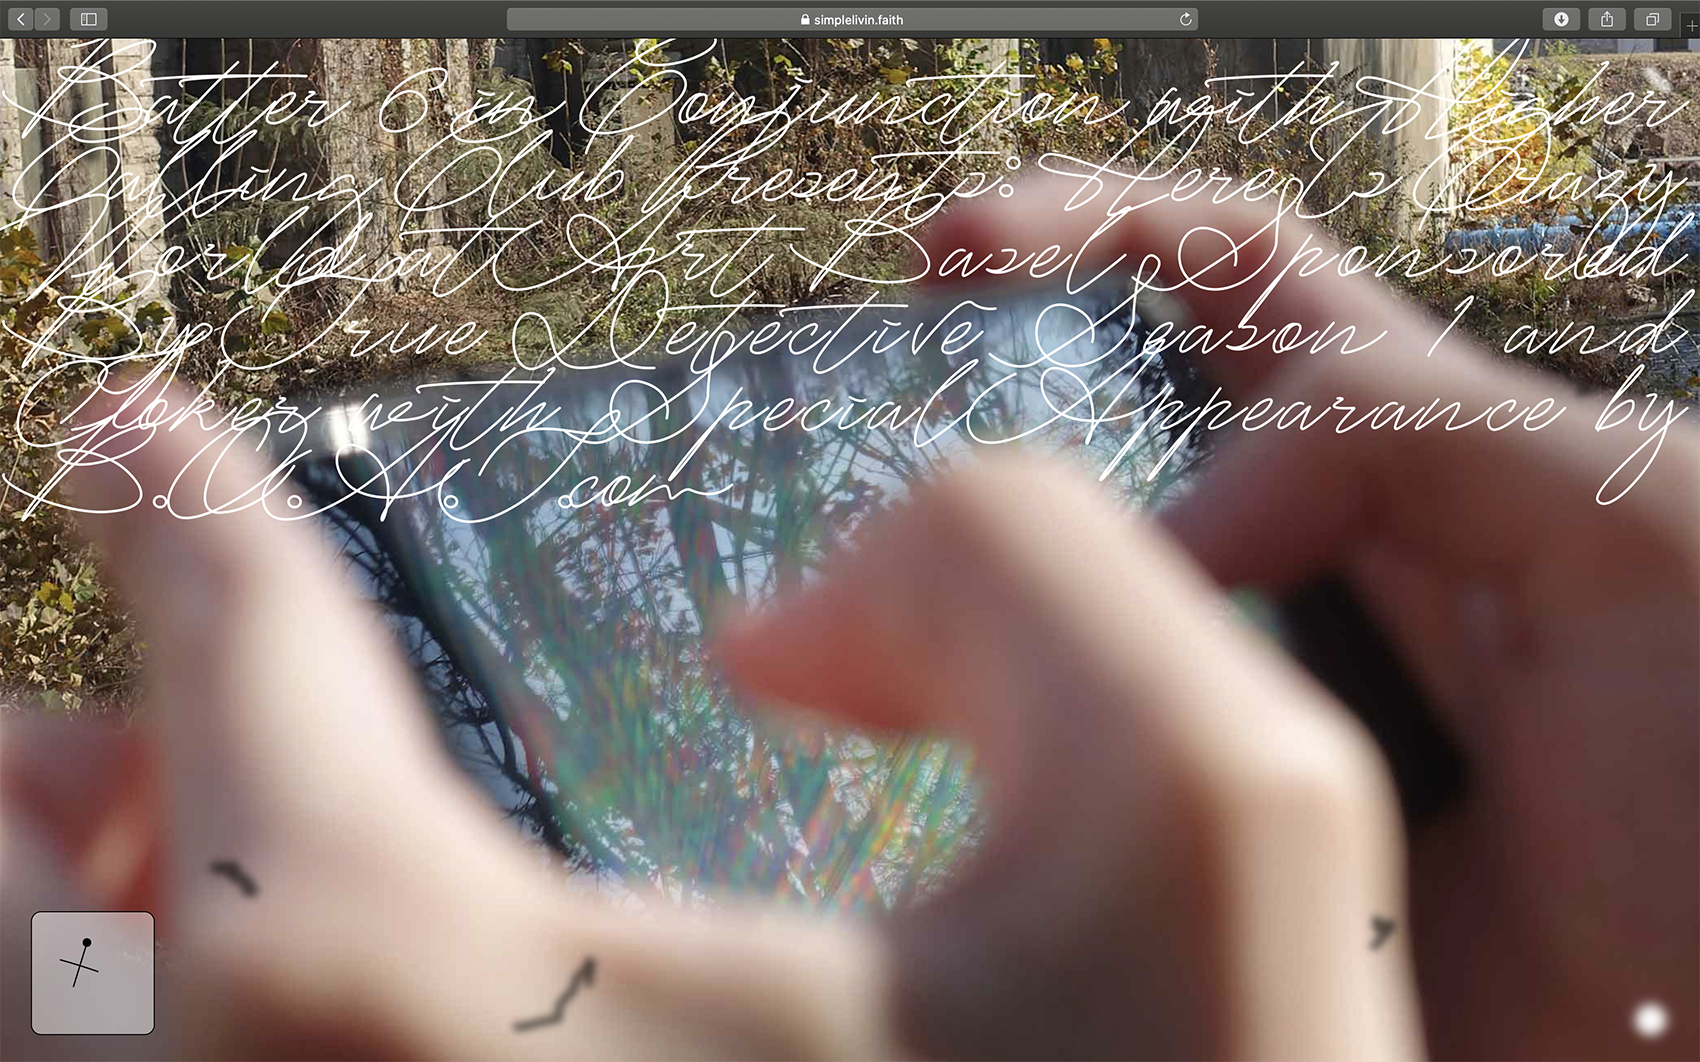 simplelivin.faith
Batter 6 in Conjunction with Higher
Calling Club Presents: Here's Crazy
World at Art Basel Sponsored
By True Detective Season 1 and
Joker with Special Appearance by
.com